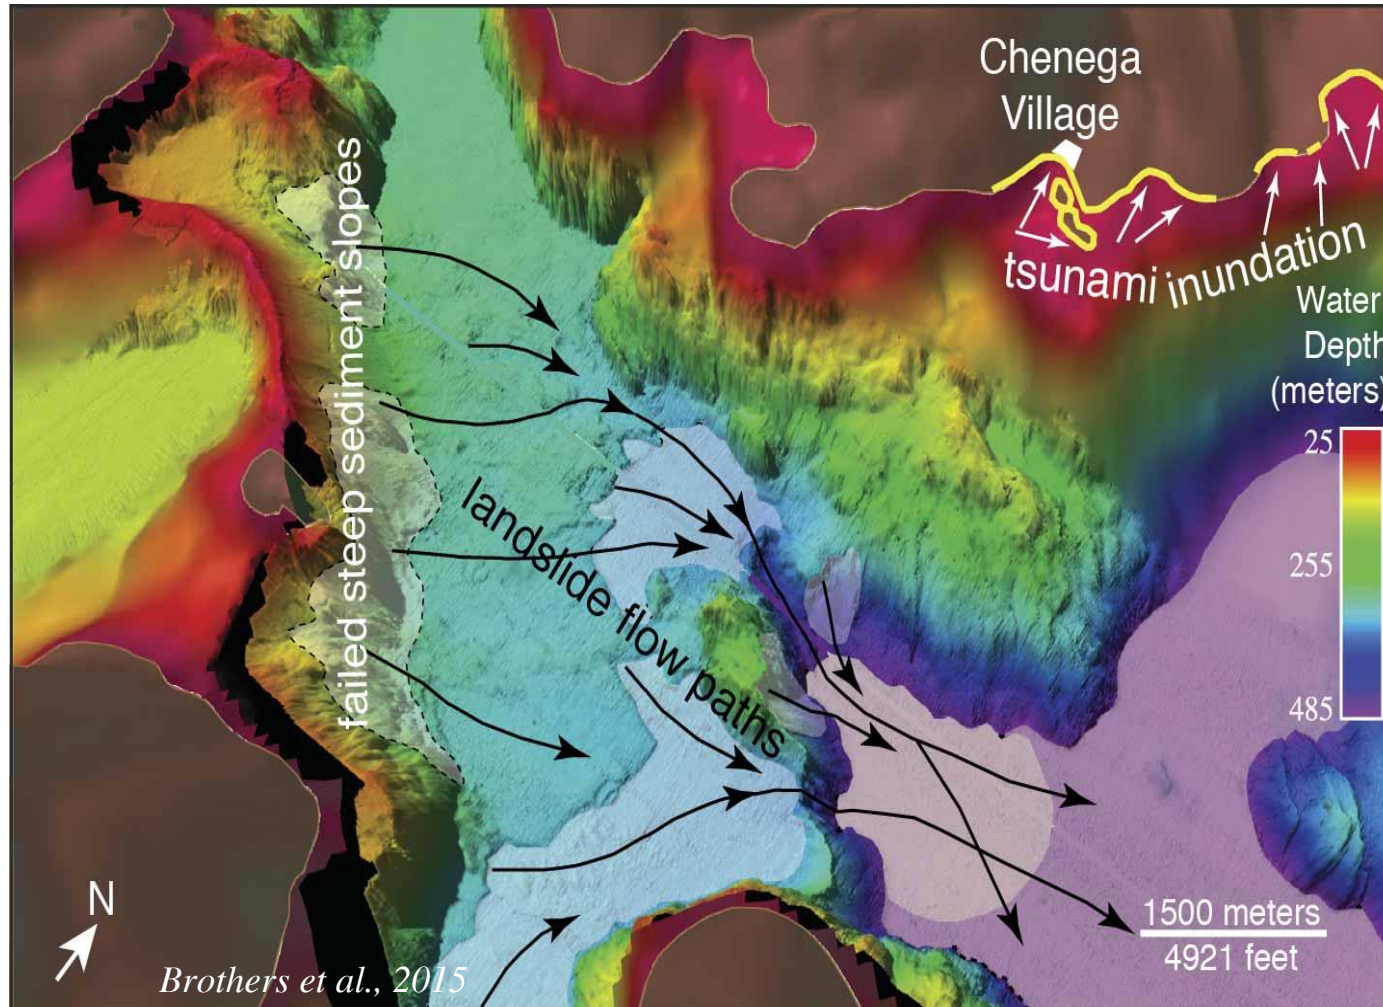 Chenega
Village
tsunami inundation
Water
Depth
(meters)
25
255
485
failed steep sediment slopes
landslide flow paths
N
Brothers et al., 2015
1500 meters
4921 feet